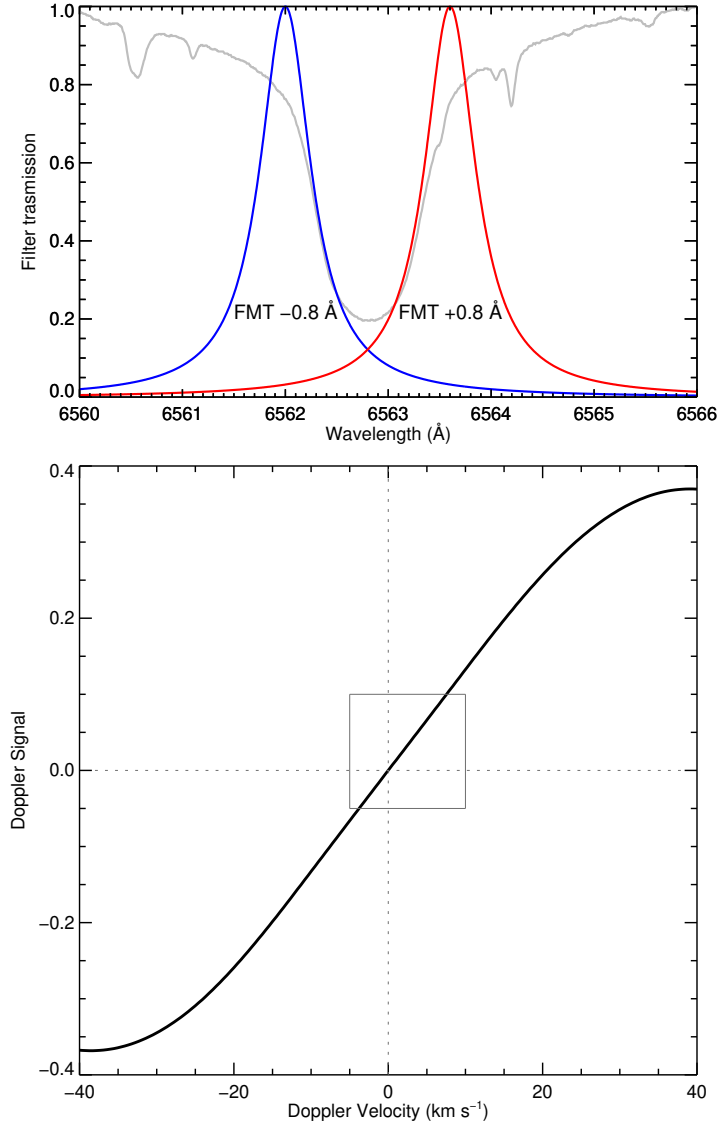 1.0
0.8
0.6
0.4
0.2
0.0
Filter trasmission
FMT −0.8 Å
FMT +0.8 Å
6560 6561 6562 6563 6564 6565 6566
Wavelength (Å)
0.4
0.2
0.0
−0.2
−0.4
Doppler Signal
−40 −20 0 20 40
Doppler Velocity (km s⁻¹)